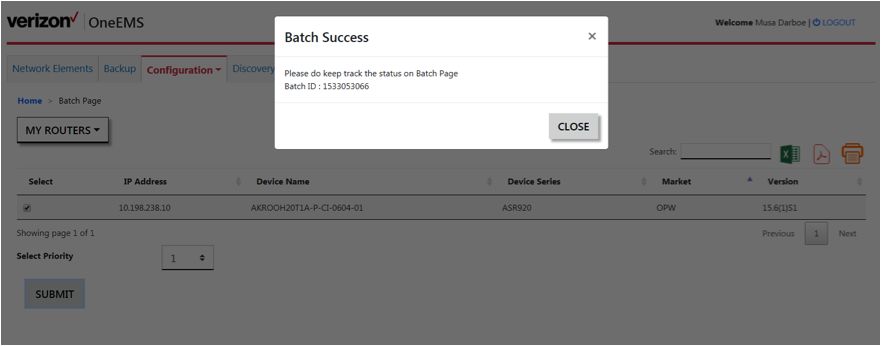 verizon✓ | OneEMS
Welcome Musa Darboe | LOGOUT
Batch Success ×
Please do keep track the status on Batch Page
Batch ID : 1533053066
CLOSE
Network Elements Backup Configuration Discovery
Home > Batch Page
MY ROUTERS
Search:
Select IP Address Device Name Device Series Market Version
10.198.238.10 AKROOH20T1A-P-CI-0604-01 ASR920 OPW 15.6(1)S1
Showing page 1 of 1
Previous 1 Next
Select Priority 1
SUBMIT